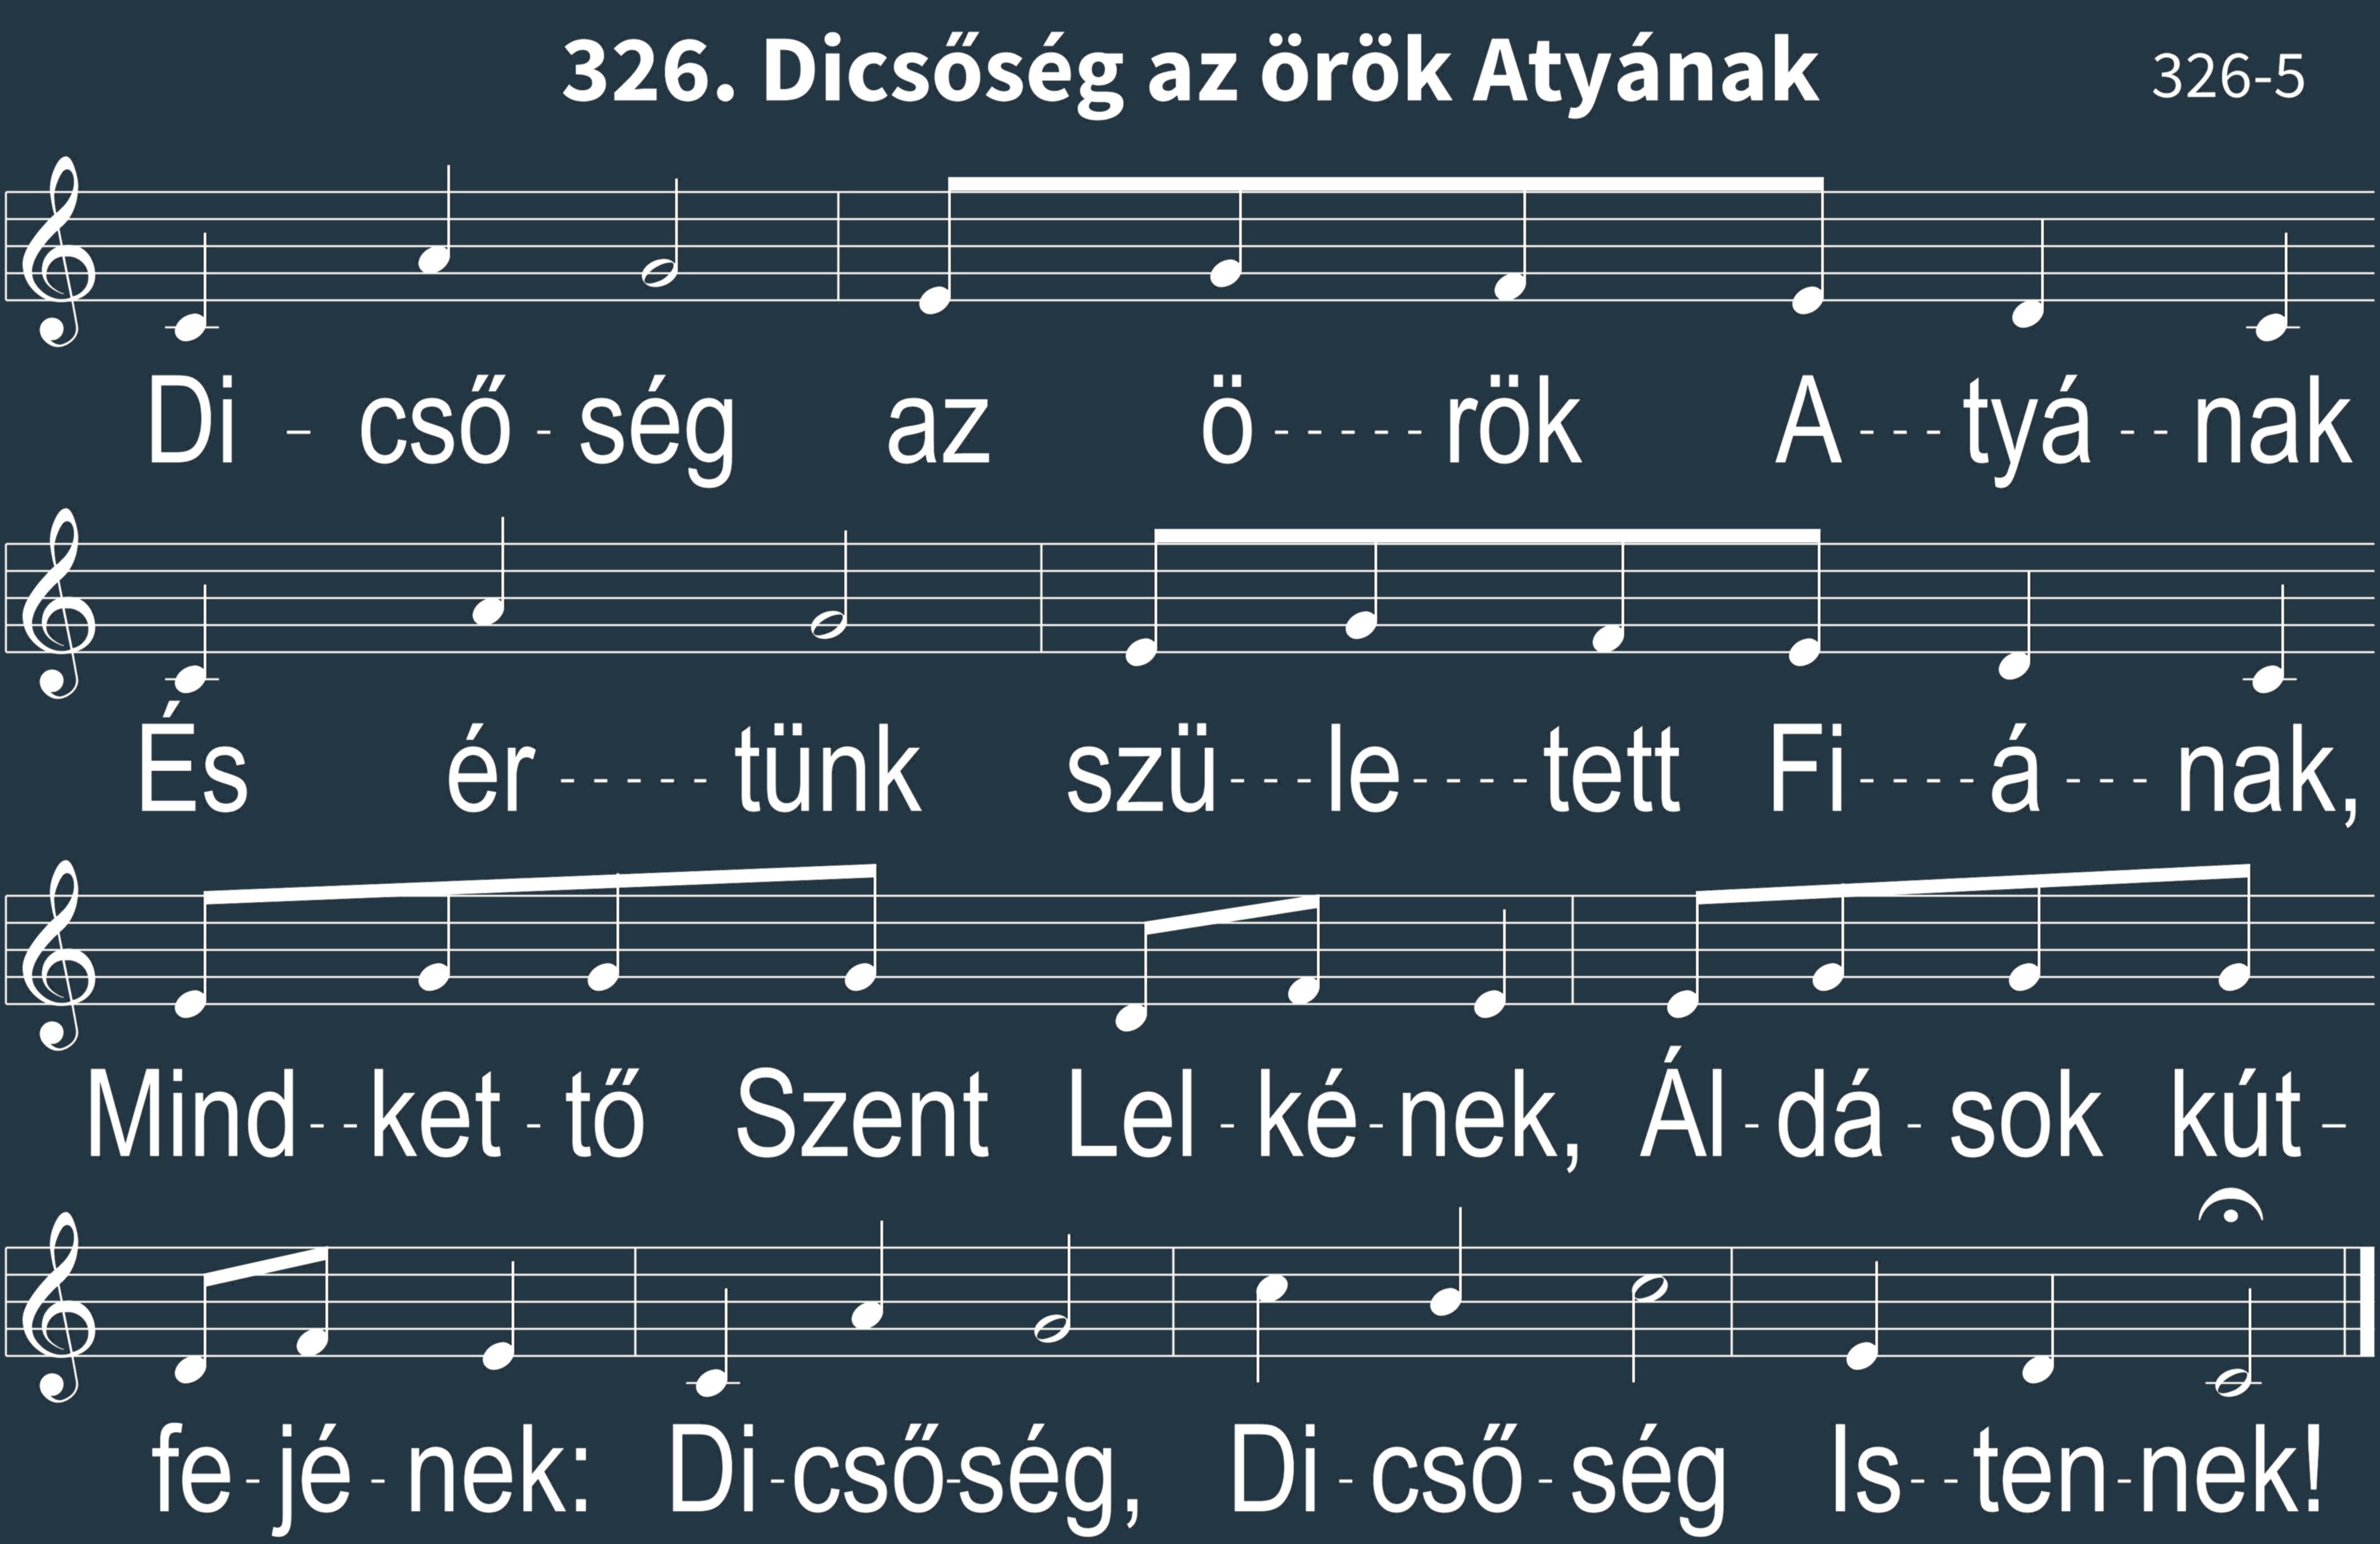 326. Dicsőség az örök Atyának 326-5
Di - cső - ség az ö - - - - - rök A - - - tyá - - nak
És ér - - - - - tünk szü - - - le - - - - tett Fi - - - - á - - - nak,
Mind - - ket - tő Szent Lel - ké - nek, Ál - dá - sok kút -
fe - jé - nek: Di - cső - ség, Di - cső - ség Is - - ten - nek!